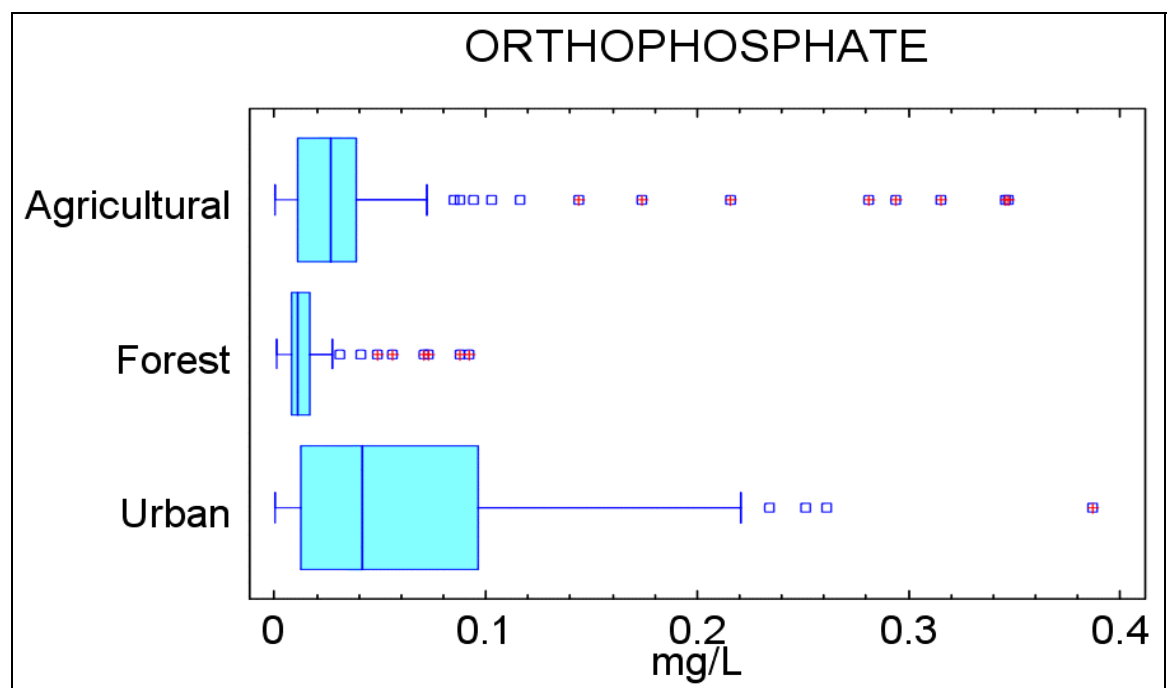 ORTHOPHOSPHATE
Agricultural
Forest
Urban
0 0.1 0.2 0.3 0.4
mg/L